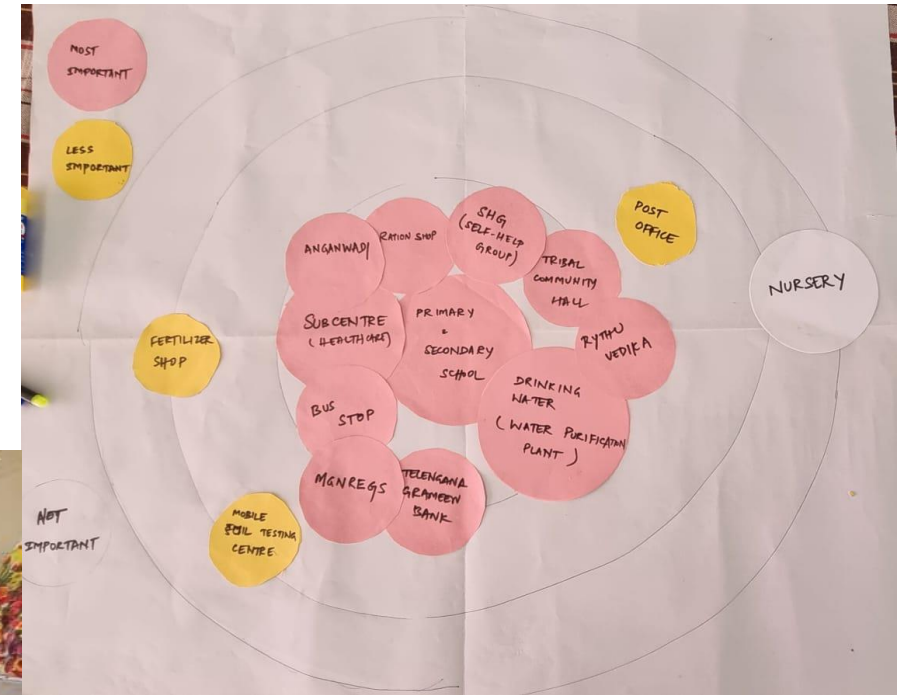 MOST
IMPORTANT
LESS
IMPORTANT
POST
OFFICE
NURSERY
ANGANWADI
RATION SHOP
SHG
(SELF-HELP
GROUP)
TRIBAL
COMMUNITY
HALL
RYTHU
VEDIKA
SUBCENTRE
(HEALTHCARE)
PRIMARY
&
SECONDARY
SCHOOL
FERTILIZER
SHOP
DRINKING
WATER
(WATER PURIFICATION
PLANT)
BUS
STOP
MGNREGS
TELENGANA
GRAMEEN
BANK
MOBILE
SOIL TESTING
CENTRE
NOT
IMPORTANT